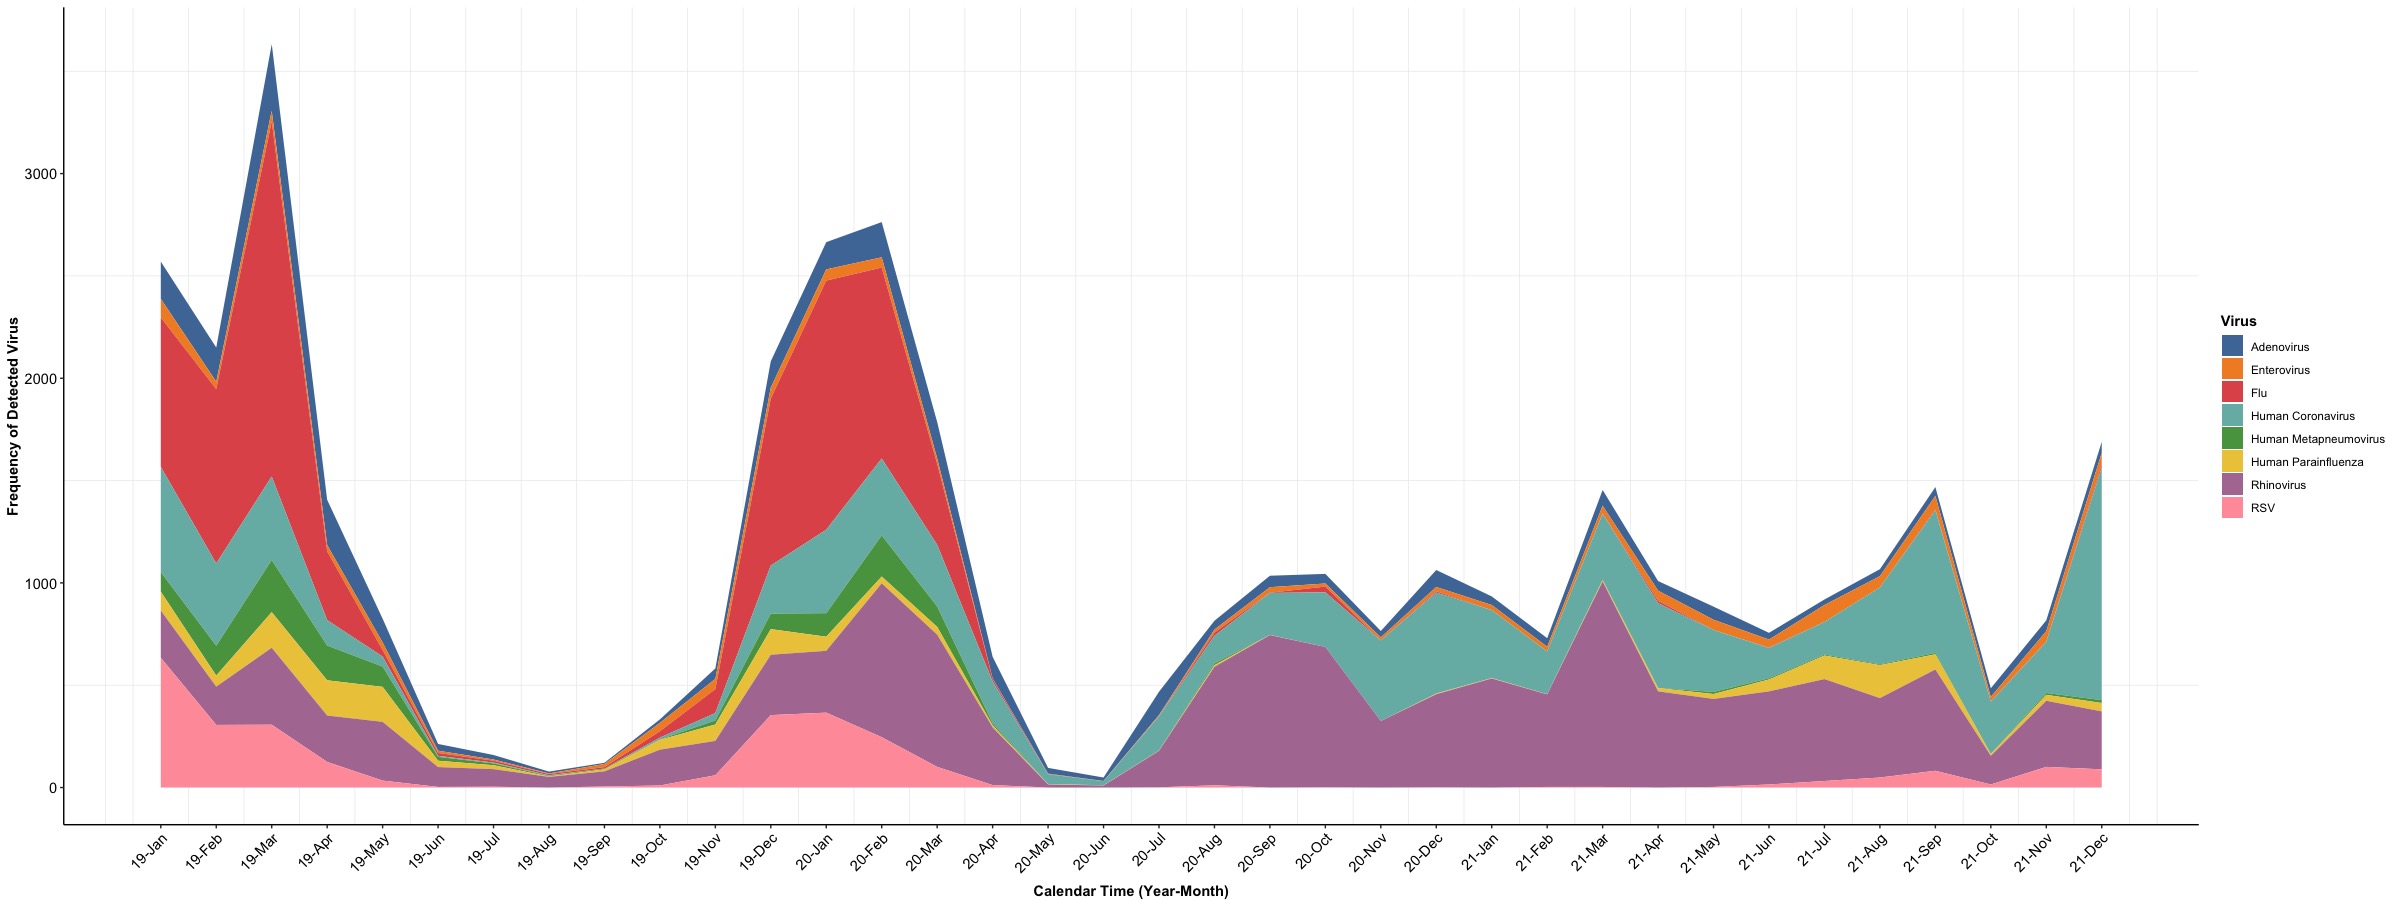 Frequency of Detected Virus
3000
2000
1000
0
19-Jan
19-Feb
19-Mar
19-Apr
19-May
19-Jun
19-Jul
19-Aug
19-Sep
19-Oct
19-Nov
19-Dec
20-Jan
20-Feb
20-Mar
20-Apr
20-May
20-Jun
20-Jul
20-Aug
20-Sep
20-Oct
20-Nov
20-Dec
21-Jan
21-Feb
21-Mar
21-Apr
21-May
21-Jun
21-Jul
21-Aug
21-Sep
21-Oct
21-Nov
21-Dec
Calendar Time (Year-Month)
Virus
Adenovirus
Enterovirus
Flu
Human Coronavirus
Human Metapneumovirus
Human Parainfluenza
Rhinovirus
RSV